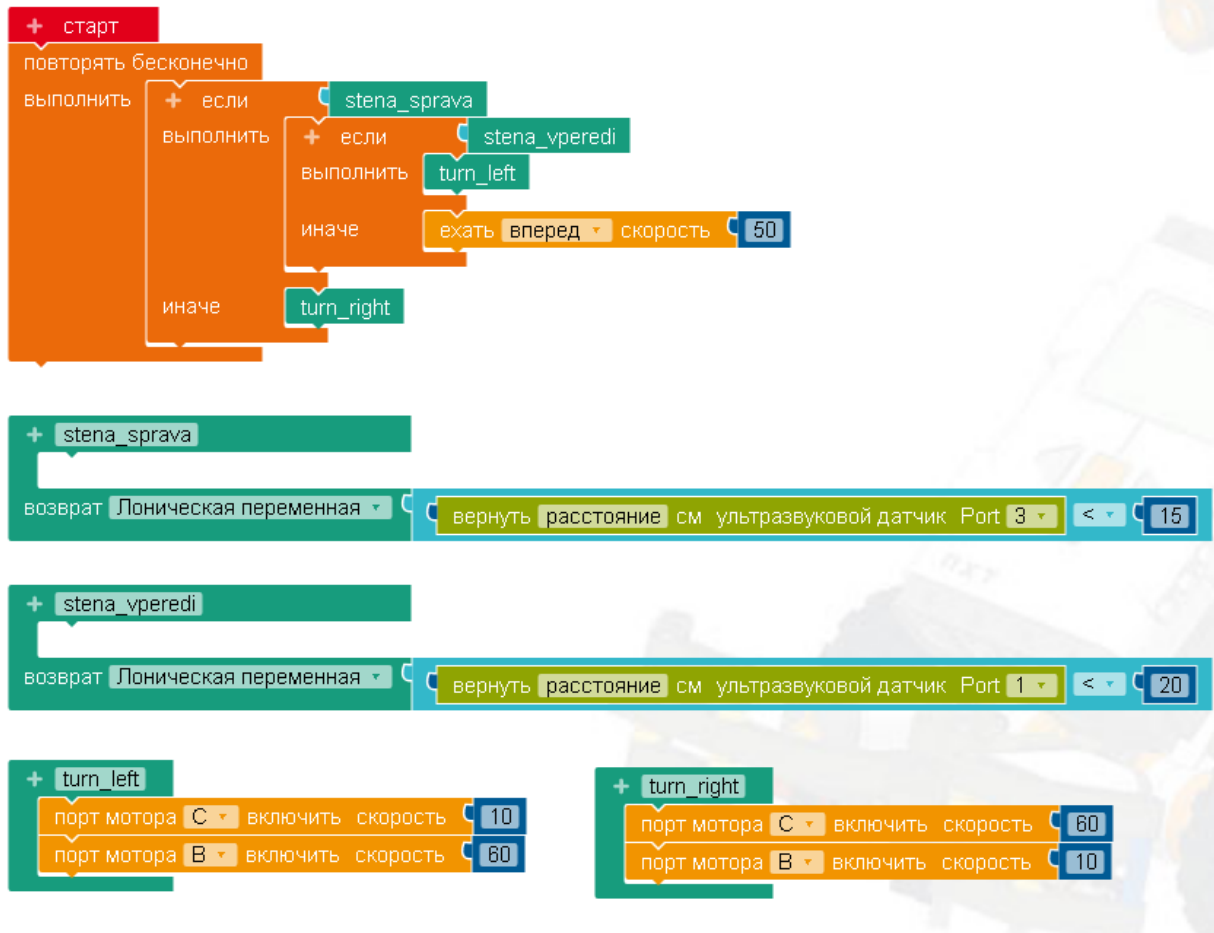 + старт
повторять бесконечно
выполнить + если stena_sprava
выполнить + если stena_vperedi
выполнить turn_left
иначе ехать вперед скорость 50
иначе turn_right
+ stena_sprava
возврат Лоническая переменная вернуть расстояние см ультразвуковой датчик Port 3 < 15
+ stena_vperedi
возврат Лоническая переменная вернуть расстояние см ультразвуковой датчик Port 1 < 20
+ turn_left
порт мотора C включить скорость 10
порт мотора B включить скорость 60
+ turn_right
порт мотора C включить скорость 60
порт мотора B включить скорость 10